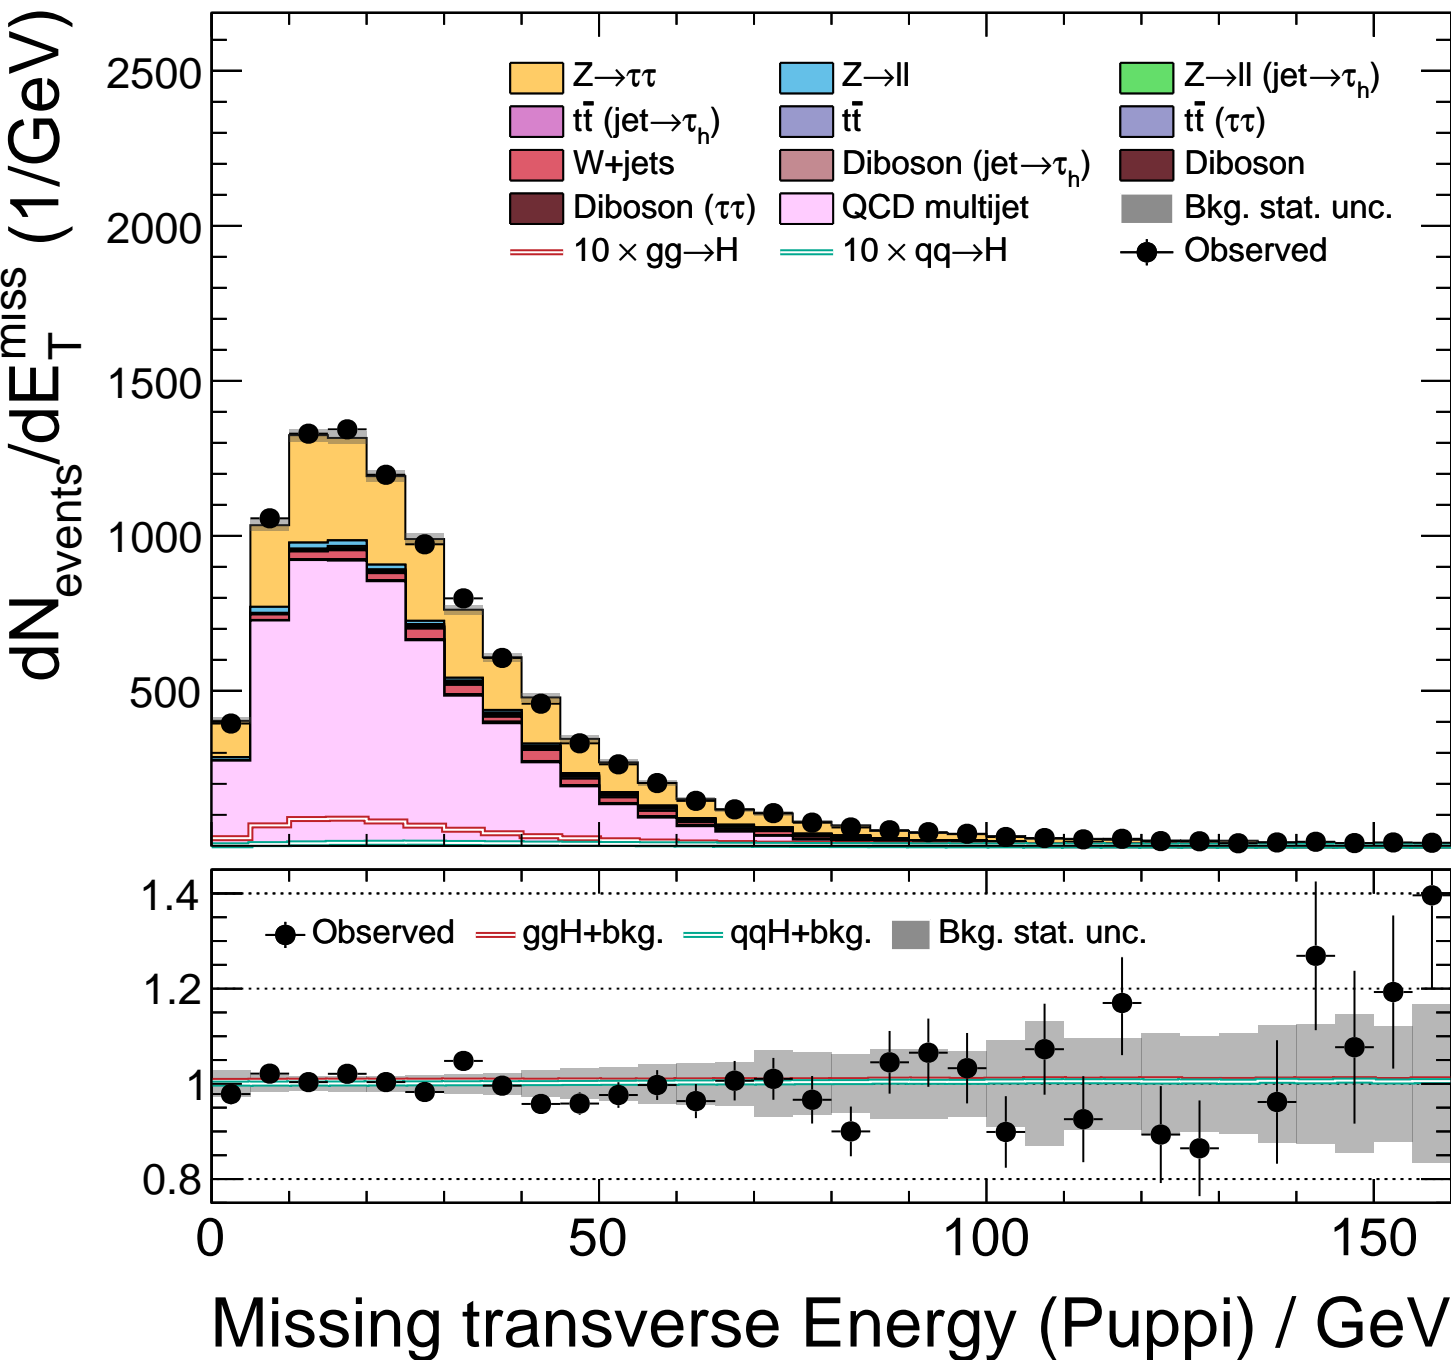 dN_events/dE_T^miss (1/GeV)
2500
2000
1500
1000
500
Z→ττ Z→ll Z→ll (jet→τ_h)
tt̄ (jet→τ_h) tt̄ tt̄ (ττ)
W+jets Diboson (jet→τ_h) Diboson
Diboson (ττ) QCD multijet Bkg. stat. unc.
10 × gg→H 10 × qq→H Observed
1.4
1.2
1
0.8
Observed ggH+bkg. qqH+bkg. Bkg. stat. unc.
0 50 100 150
Missing transverse Energy (Puppi) / GeV